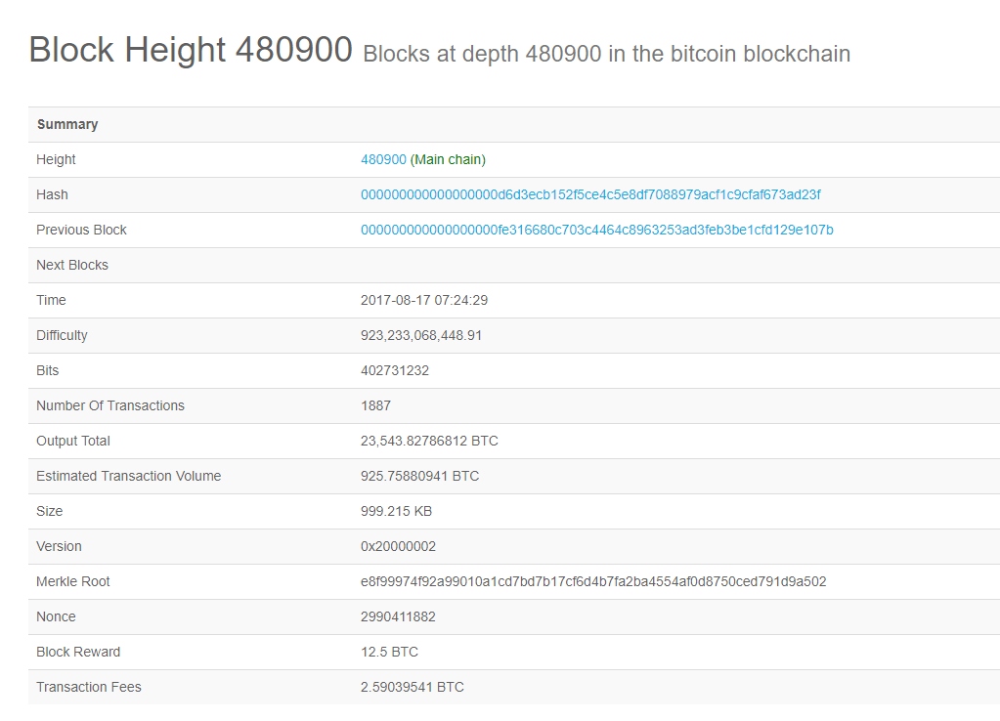 Block Height 480900 Blocks at depth 480900 in the bitcoin blockchain
Summary
Height 480900 (Main chain)
Hash 000000000000000000d6d3ecb152f5ce4c5e8df7088979acf1c9cfaf673ad23f
Previous Block 000000000000000000fe316680c703c4464c8963253ad3feb3be1cfd129e107b
Next Blocks
Time 2017-08-17 07:24:29
Difficulty 923,233,068,448.91
Bits 402731232
Number Of Transactions 1887
Output Total 23,543.82786812 BTC
Estimated Transaction Volume 925.75880941 BTC
Size 999.215 KB
Version 0x20000002
Merkle Root e8f99974f92a99010a1cd7bd7b17cf6d4b7fa2ba4554af0d8750ced791d9a502
Nonce 2990411882
Block Reward 12.5 BTC
Transaction Fees 2.59039541 BTC